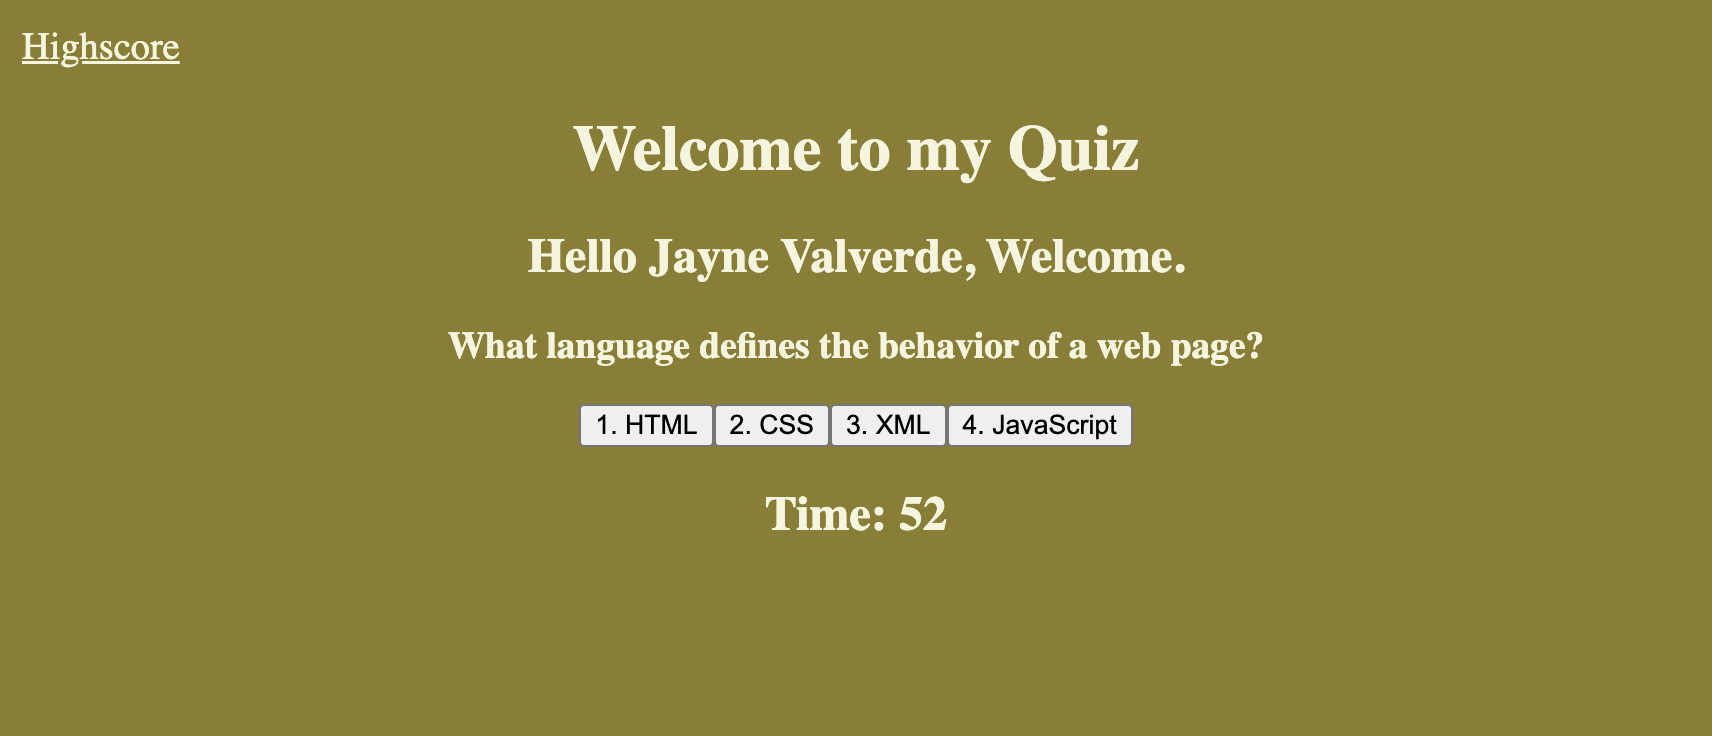 Highscore
Welcome to my Quiz
Hello Jayne Valverde, Welcome.
What language defines the behavior of a web page?
1. HTML 2. CSS 3. XML 4. JavaScript
Time: 52